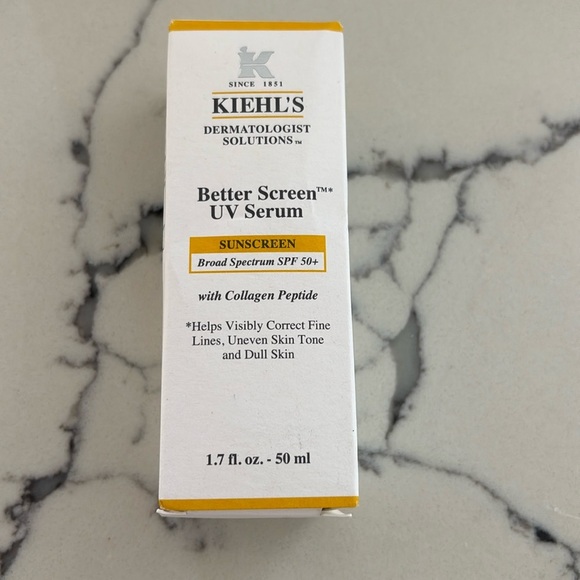 K
SINCE 1851
KIEHL'S
DERMATOLOGIST
SOLUTIONS™
Better Screen™*
UV Serum
SUNSCREEN
Broad Spectrum SPF 50+
with Collagen Peptide
*Helps Visibly Correct Fine
Lines, Uneven Skin Tone
and Dull Skin
1.7 fl. oz. - 50 ml